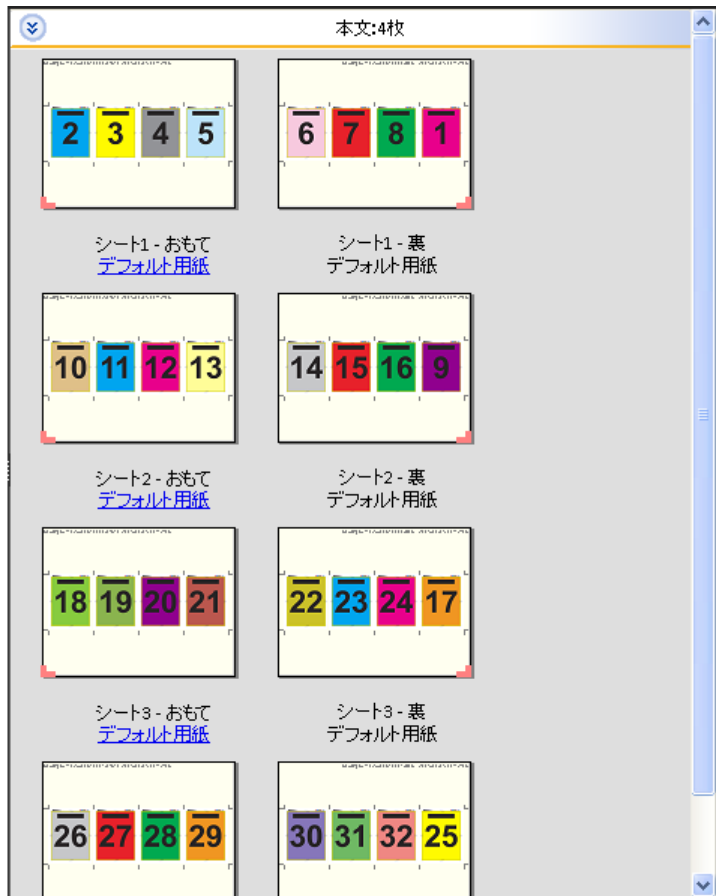 本文:4枚
2 3 4 5
6 7 8 1
シート1 - おもて
デフォルト用紙
シート1 - 裏
デフォルト用紙
10 11 12 13
14 15 16 9
シート2 - おもて
デフォルト用紙
シート2 - 裏
デフォルト用紙
18 19 20 21
22 23 24 17
シート3 - おもて
デフォルト用紙
シート3 - 裏
デフォルト用紙
26 27 28 29
30 31 32 25